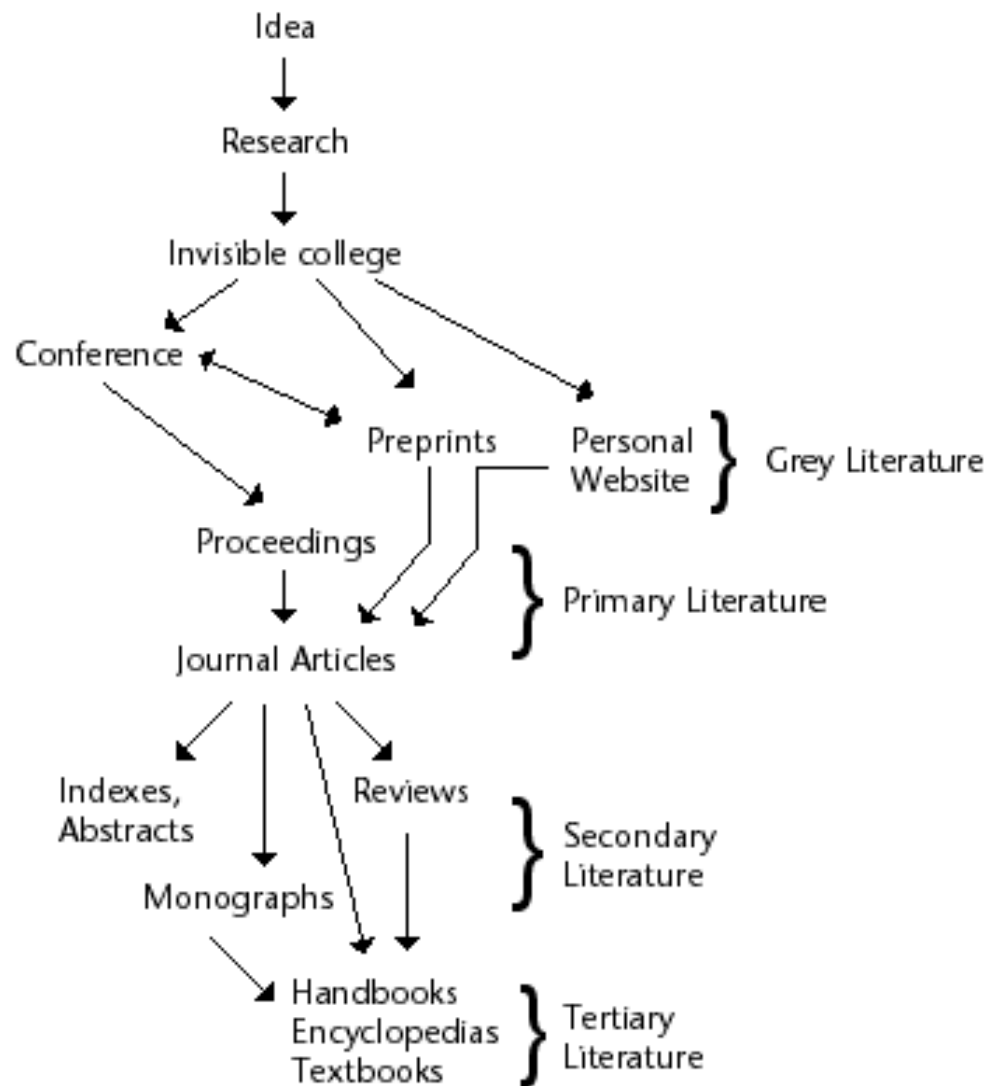 Idea
Research
Invisible college
Conference
Preprints
Personal
Website
Grey Literature
Proceedings
Primary Literature
Journal Articles
Indexes,
Abstracts
Reviews
Secondary
Literature
Monographs
Handbooks
Encyclopedias
Textbooks
Tertiary
Literature